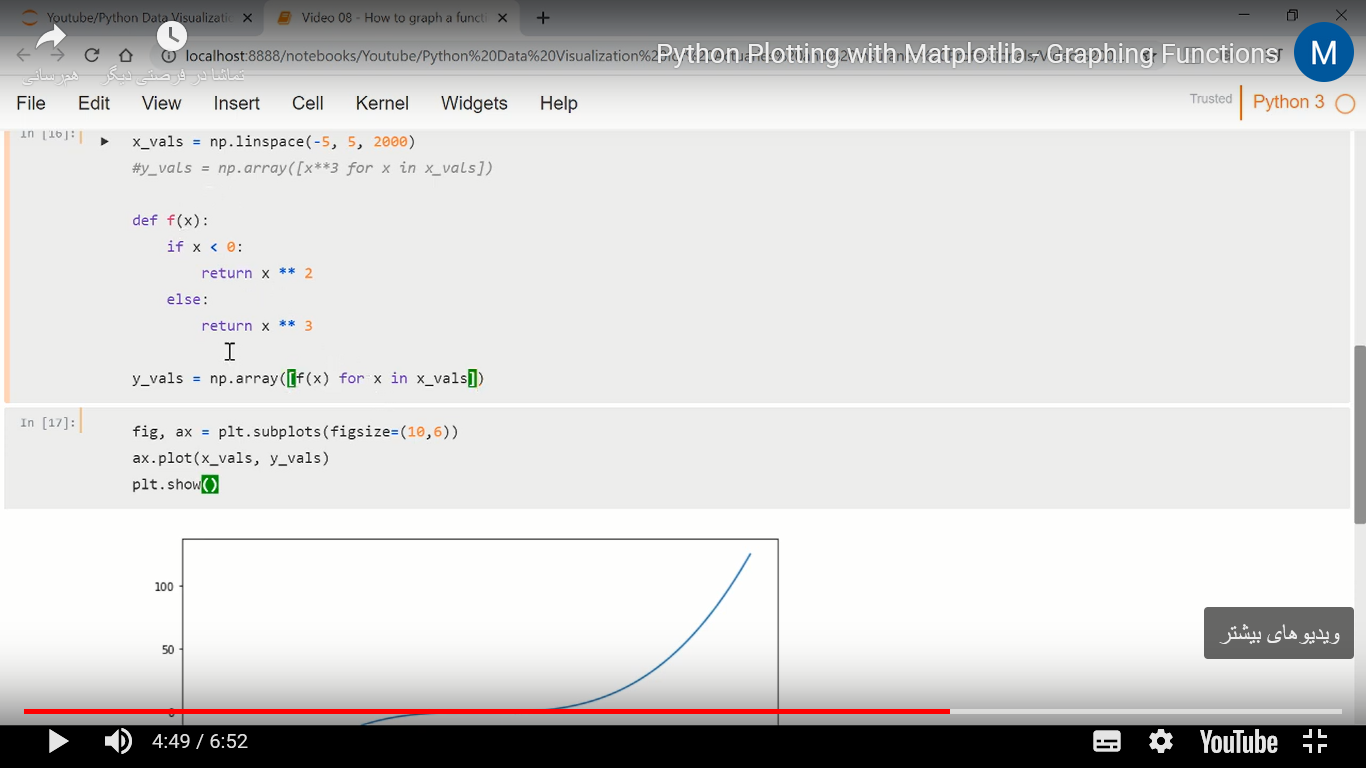 Youtube/Python Data Visualizatic
Video 08 - How to graph a functi
localhost:8888/notebooks/Youtube/Python%20Data%20Visualization%2
Python Plotting with Matplotlib - Graphing Functions
M
هم‌رسانی
تماشا در فرصتی دیگر
File Edit View Insert Cell Kernel Widgets Help
Trusted
Python 3
In [16]:
x_vals = np.linspace(-5, 5, 2000)
#y_vals = np.array([x**3 for x in x_vals])
def f(x):
if x < 0:
return x ** 2
else:
return x ** 3
y_vals = np.array([f(x) for x in x_vals])
In [17]:
fig, ax = plt.subplots(figsize=(10,6))
ax.plot(x_vals, y_vals)
plt.show()
100
50
0
ویدیو های بیشتر
4:49 / 6:52
YouTube